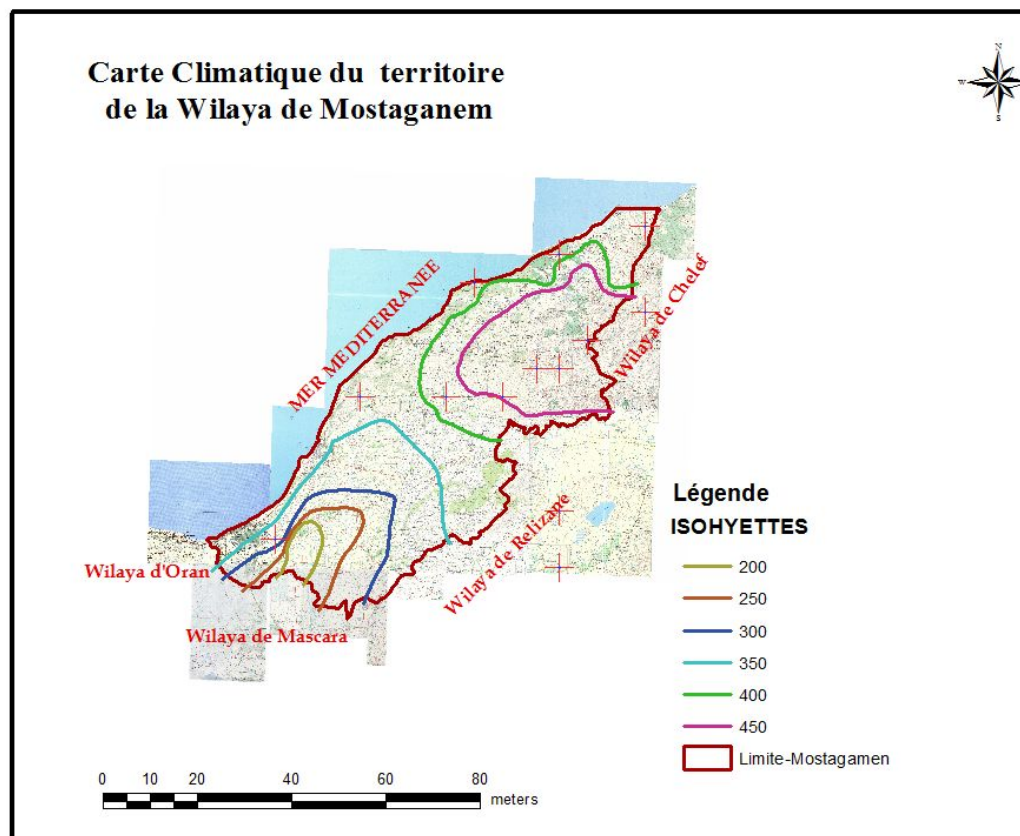 Carte Climatique du territoire
de la Wilaya de Mostaganem
N
W
S
MER MEDITERRANEE
Wilaya de Chelef
Wilaya de Relizane
Wilaya d'Oran
Wilaya de Mascara
Légende
ISOHYETTES
200
250
300
350
400
450
Limite-Mostagamen
0 10 20 40 60 80
meters